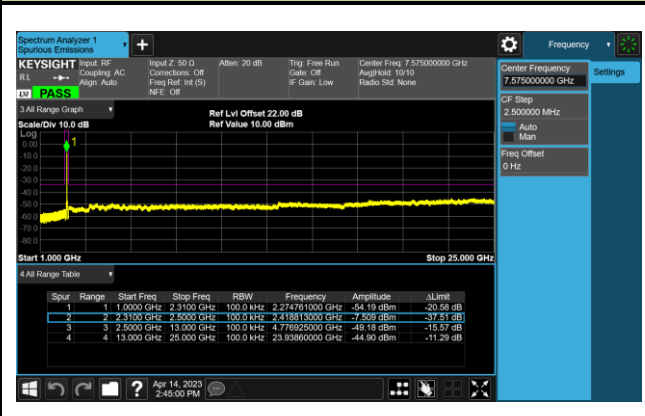 Spectrum Analyzer 1
Spurious Emissions
+
Frequency
KEYSIGHT Input: RF Input Z: 50 Ω Atten: 20 dB Trig: Free Run Center Freq: 7.575000000 GHz
RL Coupling: AC Corrections: Off Gate: Off Avg|Hold: 10/10
Align: Auto Freq Ref: Int (S) IF Gain: Low Radio Std: None
LXI PASS NFE: Off
Center Frequency
7.575000000 GHz
Settings
CF Step
2.500000 MHz
Auto
Man
Freq Offset
0 Hz
3 All Range Graph
Ref Lvl Offset 22.00 dB
Scale/Div 10.0 dB Ref Value 10.00 dBm
Log
1
0.00
-10.0
-20.0
-30.0
-40.0
-50.0
-60.0
-70.0
-80.0
Start 1.000 GHz Stop 25.000 GHz
4 All Range Table
Spur Range Start Freq Stop Freq RBW Frequency Amplitude ΔLimit
1 1 1.0000 GHz 2.3100 GHz 100.0 kHz 2.274761000 GHz -54.19 dBm -20.58 dB
2 2 2.3100 GHz 2.5000 GHz 100.0 kHz 2.418813000 GHz -7.509 dBm -37.51 dB
3 3 2.5000 GHz 13.000 GHz 100.0 kHz 4.776925000 GHz -49.18 dBm -15.57 dB
4 4 13.000 GHz 25.000 GHz 100.0 kHz 23.93860000 GHz -44.90 dBm -11.29 dB
? Apr 14, 2023
2:45:00 PM